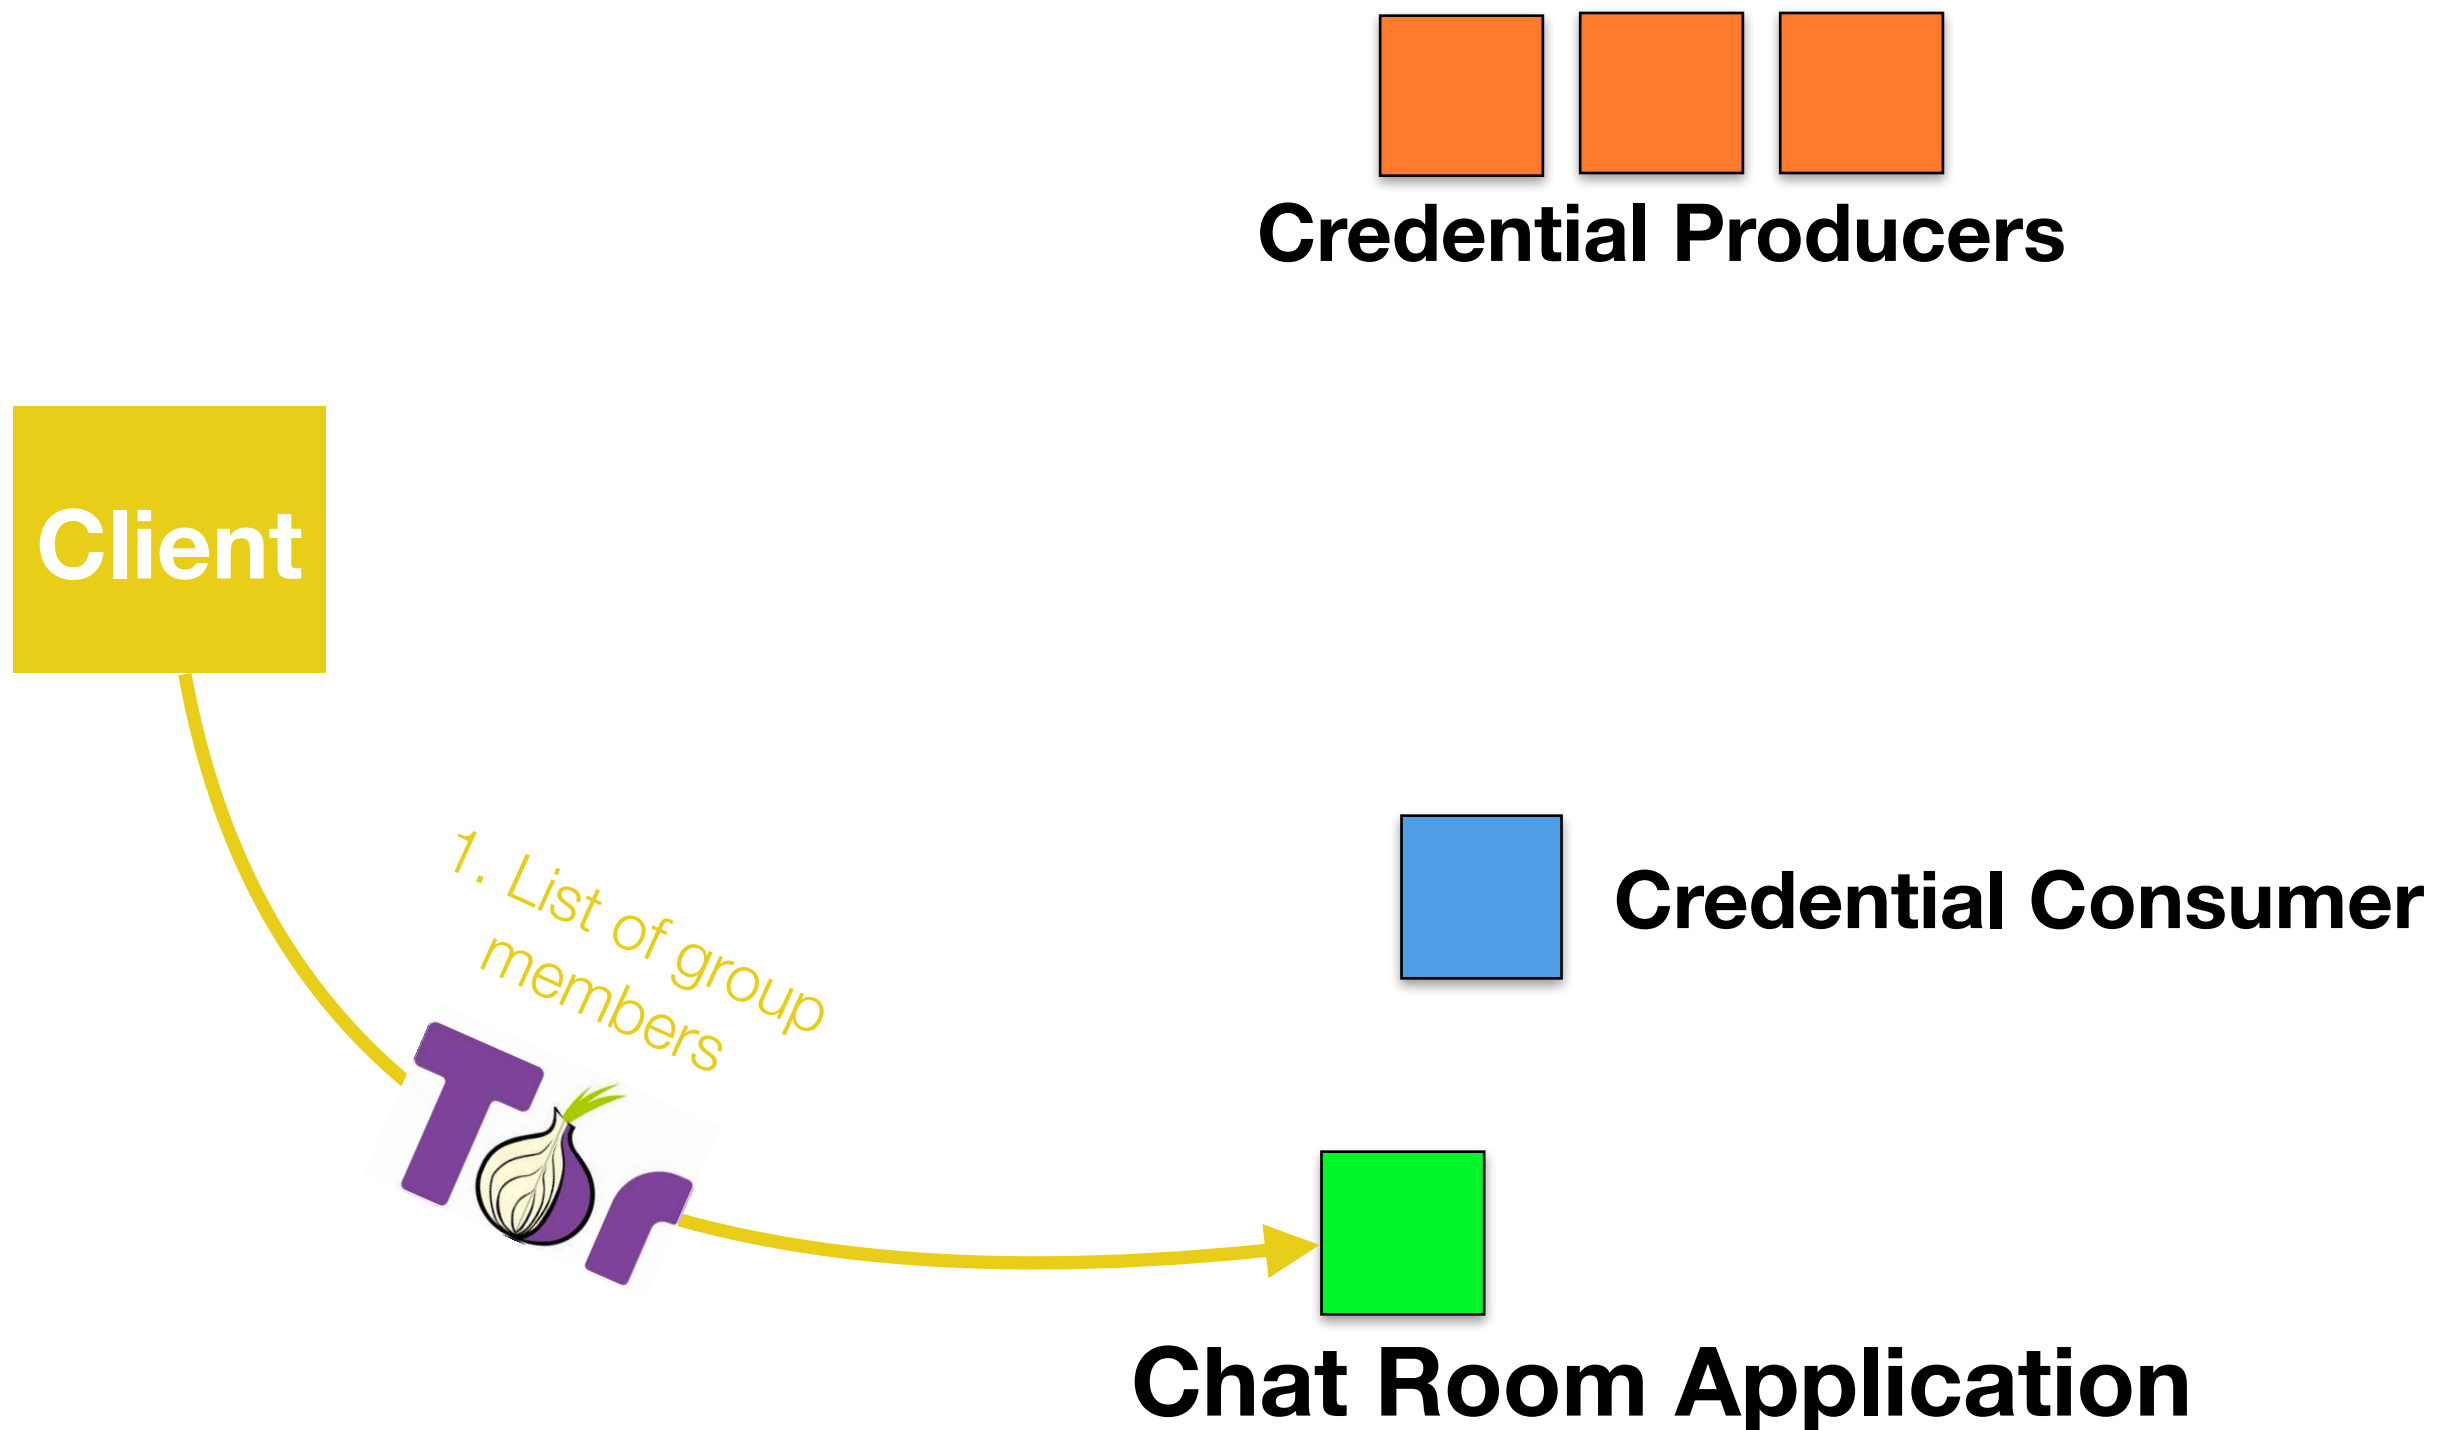 Credential Producers
Client
1. List of group
members
Credential Consumer
Tor
Chat Room Application